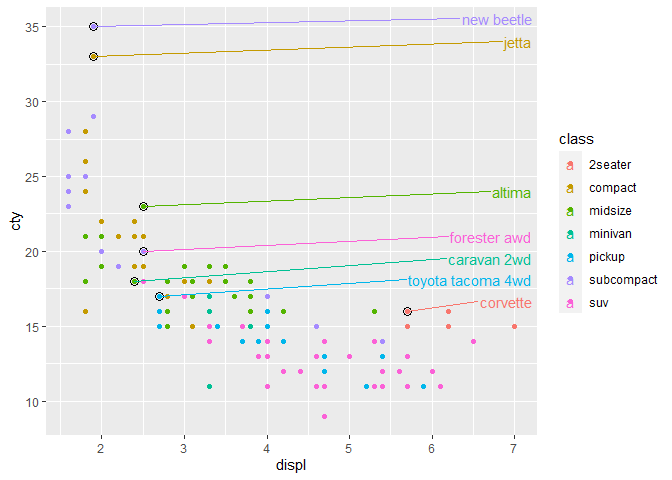 35
30
25
20
15
10
cty
new beetle
jetta
altima
forester awd
caravan 2wd
toyota tacoma 4wd
corvette
2
3
4
5
6
7
displ
class
a 2seater
a compact
a midsize
a minivan
a pickup
a subcompact
a suv